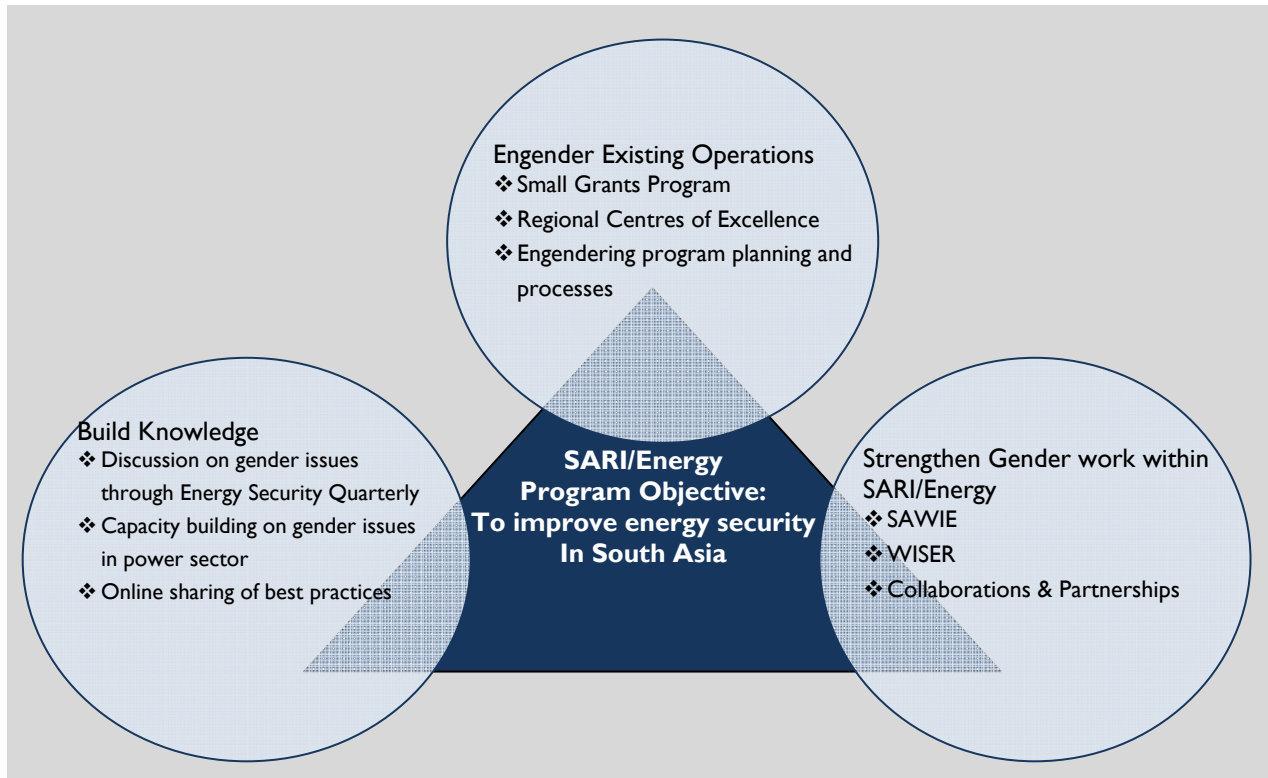 Engender Existing Operations
❖ Small Grants Program
❖ Regional Centres of Excellence
❖ Engendering program planning and
processes
Build Knowledge
❖ Discussion on gender issues
through Energy Security Quarterly
❖ Capacity building on gender issues
in power sector
❖ Online sharing of best practices
SARI/Energy
Program Objective:
To improve energy security
In South Asia
Strengthen Gender work within
SARI/Energy
❖ SAWIE
❖ WISER
❖ Collaborations & Partnerships